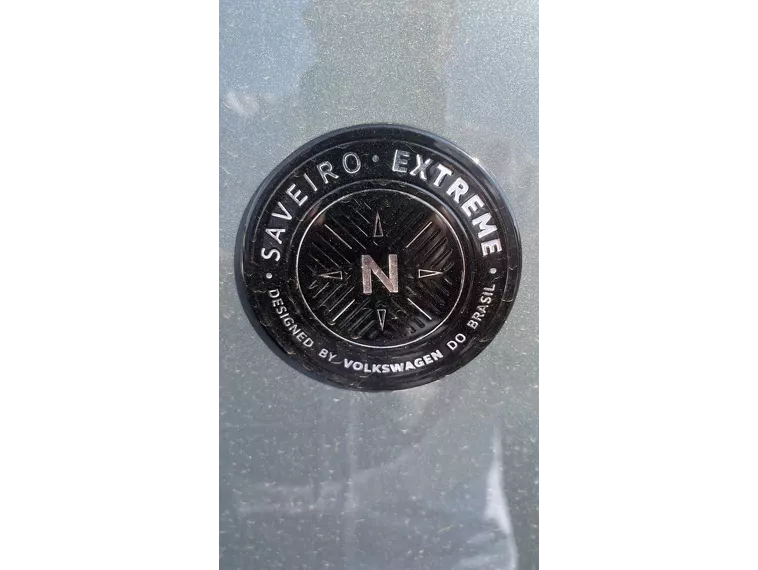 SAVEIRO · EXTREME
N
DESIGNED BY VOLKSWAGEN DO BRASIL